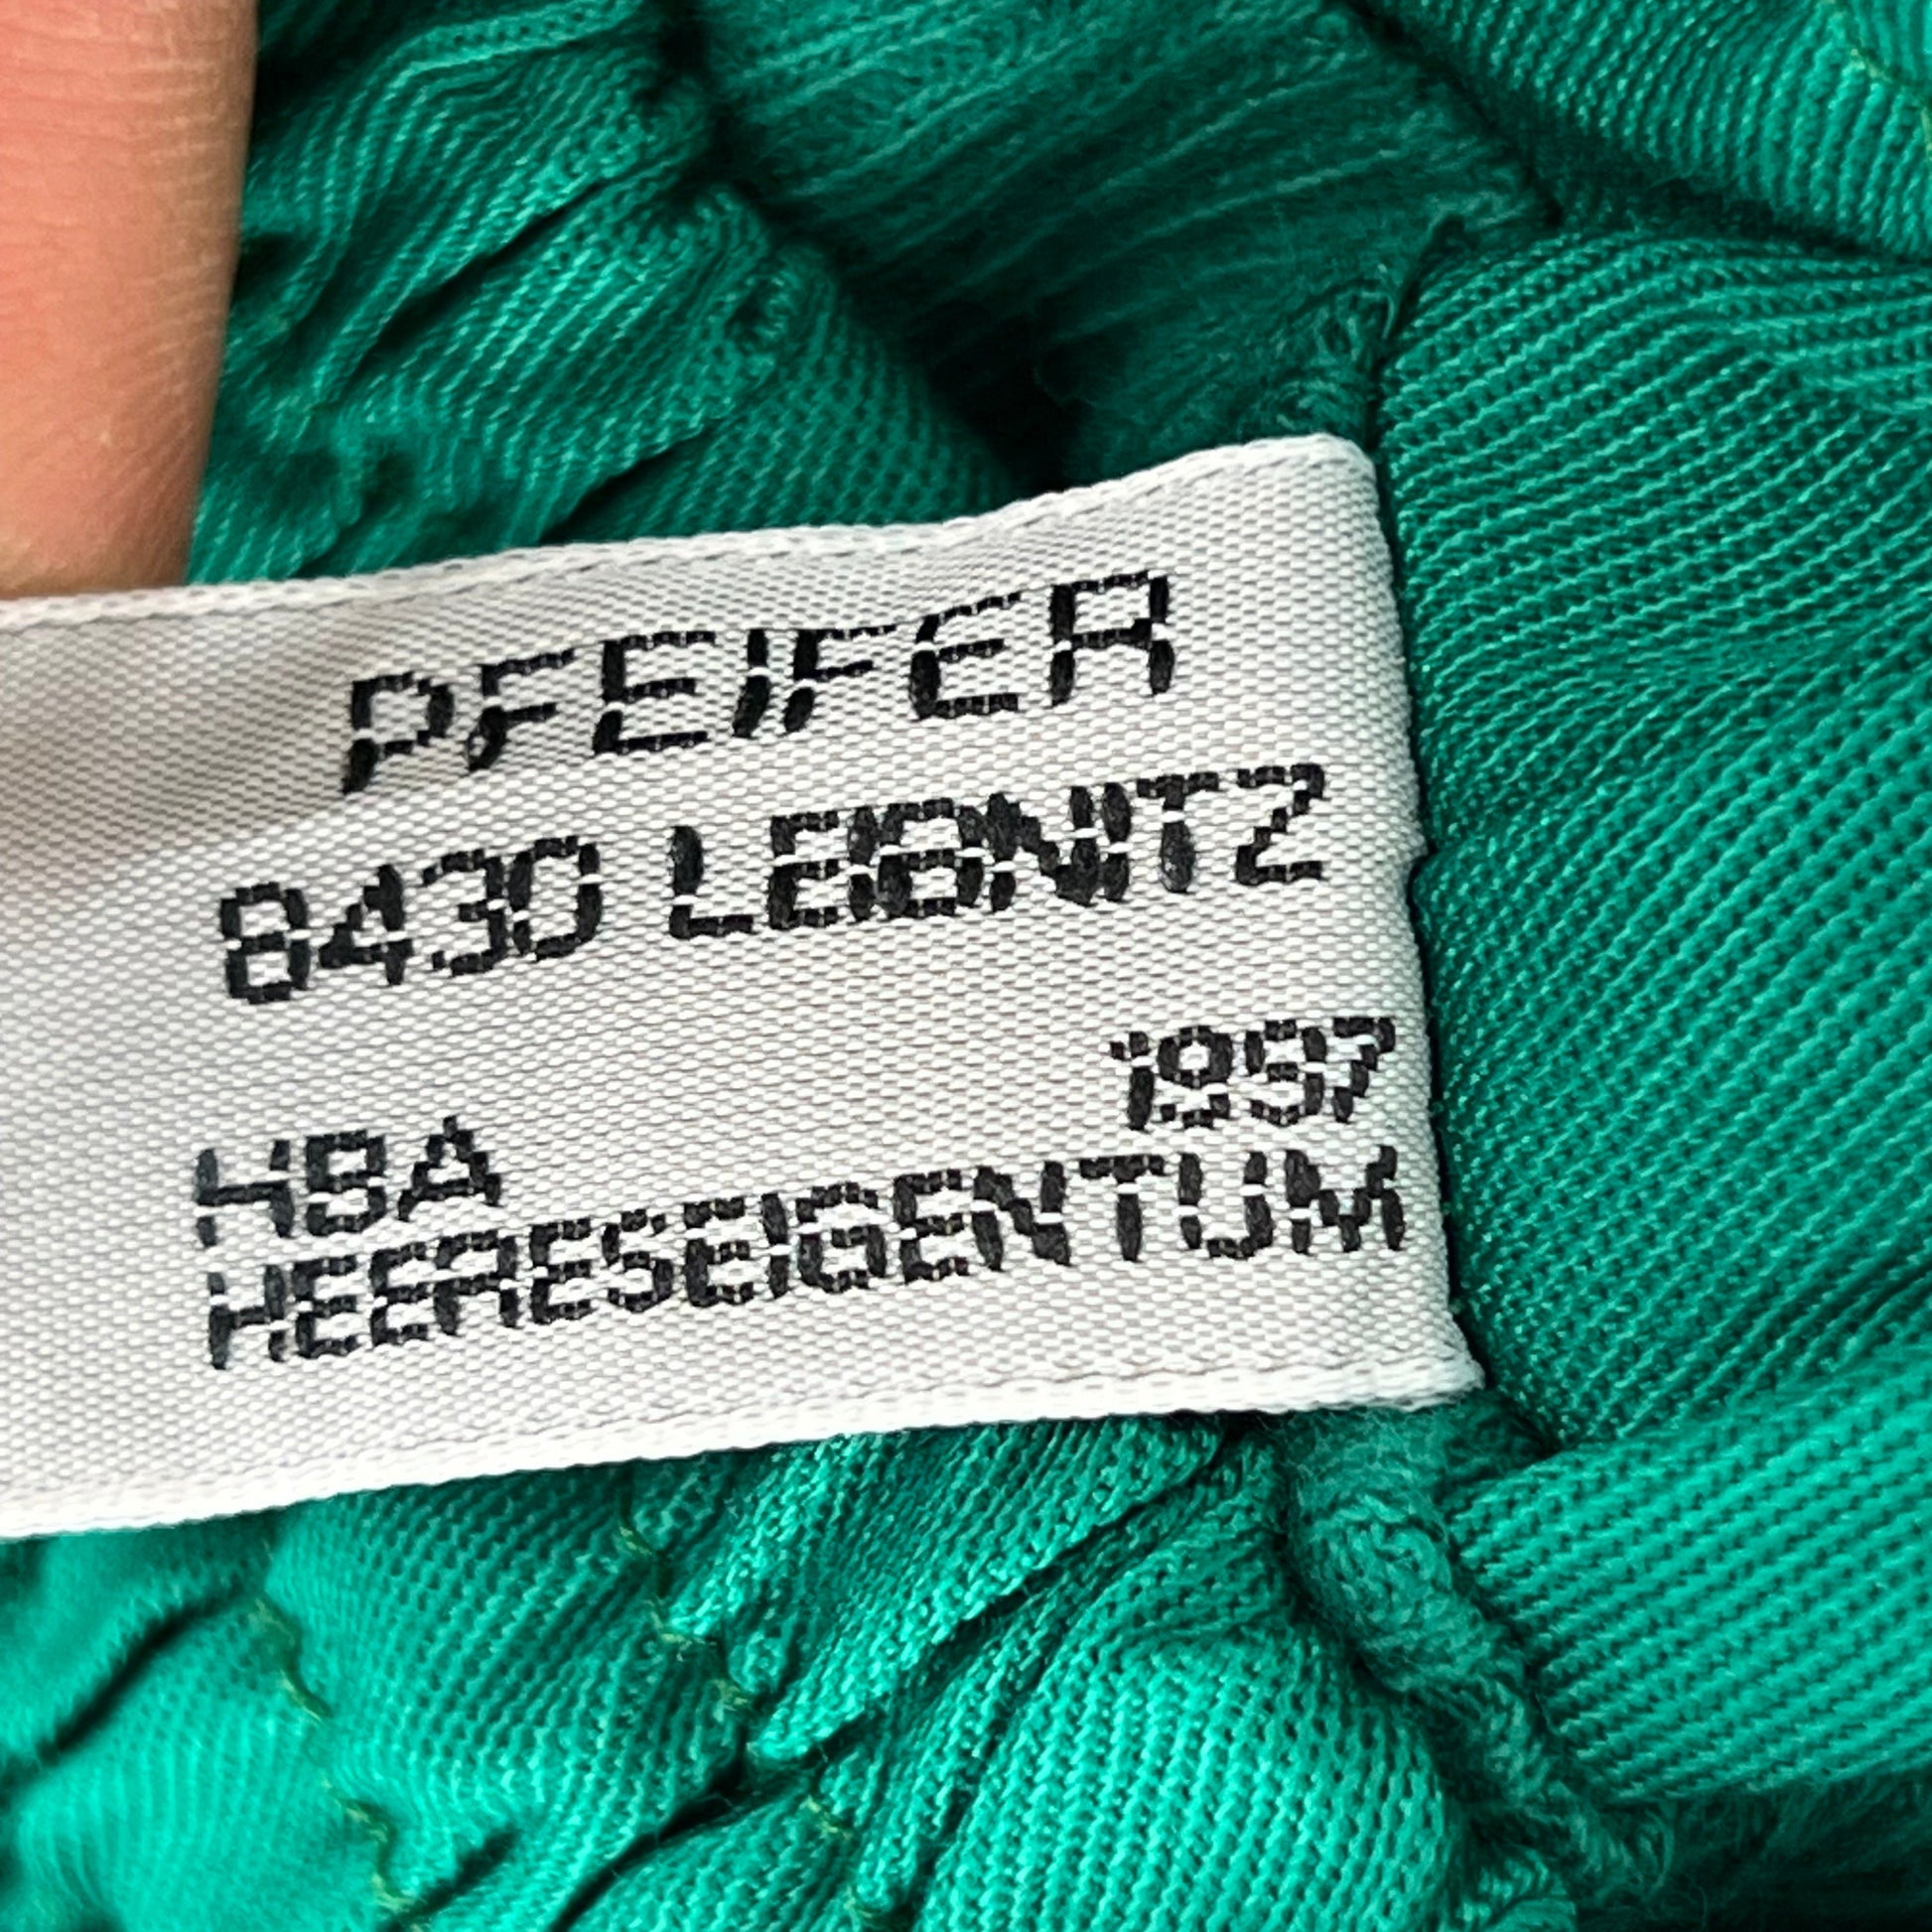 PFEIFER
8430 LEIBNITZ
1997
HBA
HEERESEIGENTUM